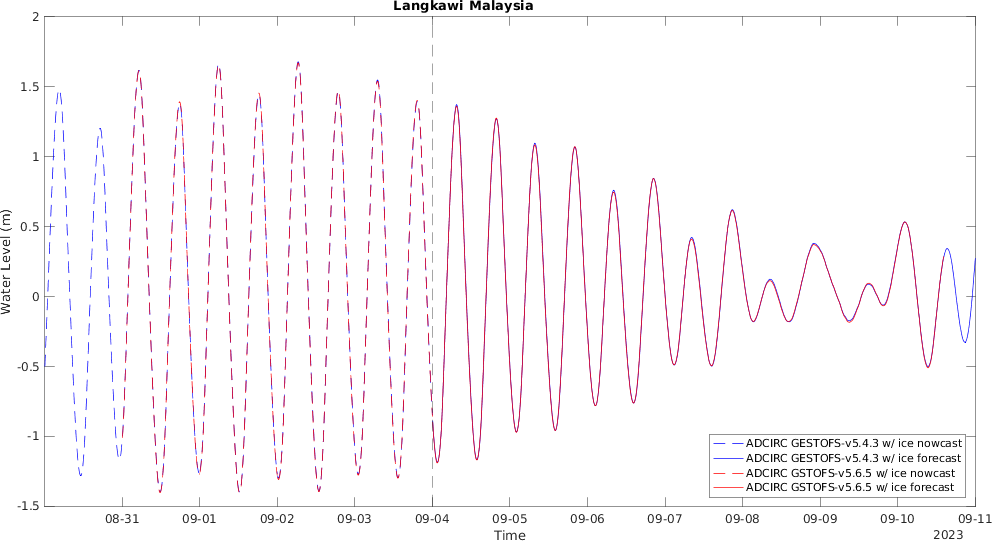 Langkawi Malaysia
2
1.5
1
0.5
0
-0.5
-1
-1.5
Water Level (m)
ADCIRC GESTOFS-v5.4.3 w/ ice nowcast
ADCIRC GESTOFS-v5.4.3 w/ ice forecast
ADCIRC GSTOFS-v5.6.5 w/ ice nowcast
ADCIRC GSTOFS-v5.6.5 w/ ice forecast
08-31 09-01 09-02 09-03 09-04 09-05 09-06 09-07 09-08 09-09 09-10 09-11
Time
2023